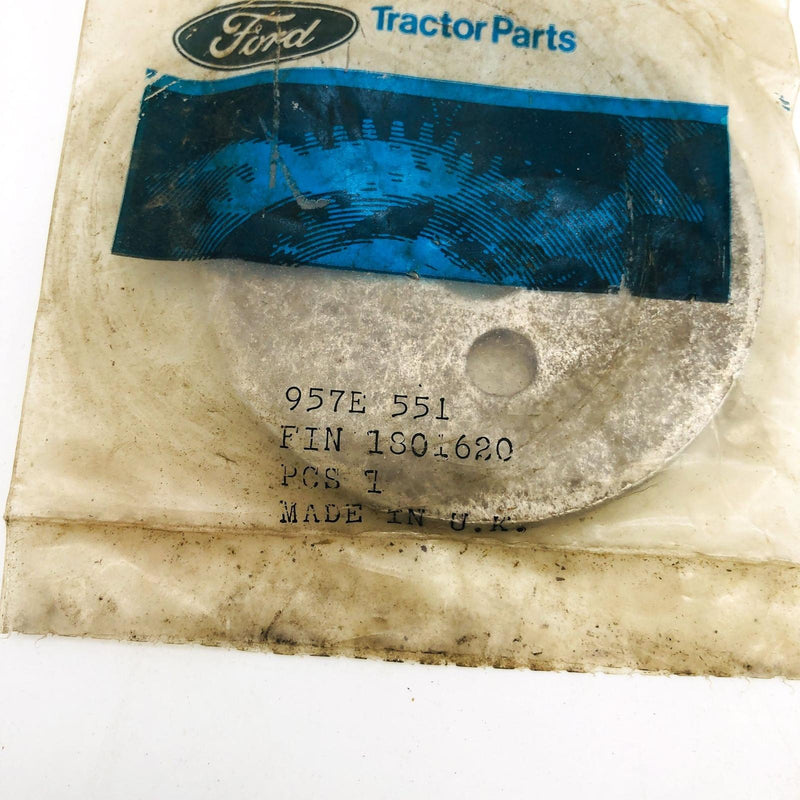 Ford Tractor Parts
957E 551
FIN 1801620
PCS 1
MADE IN U.K.